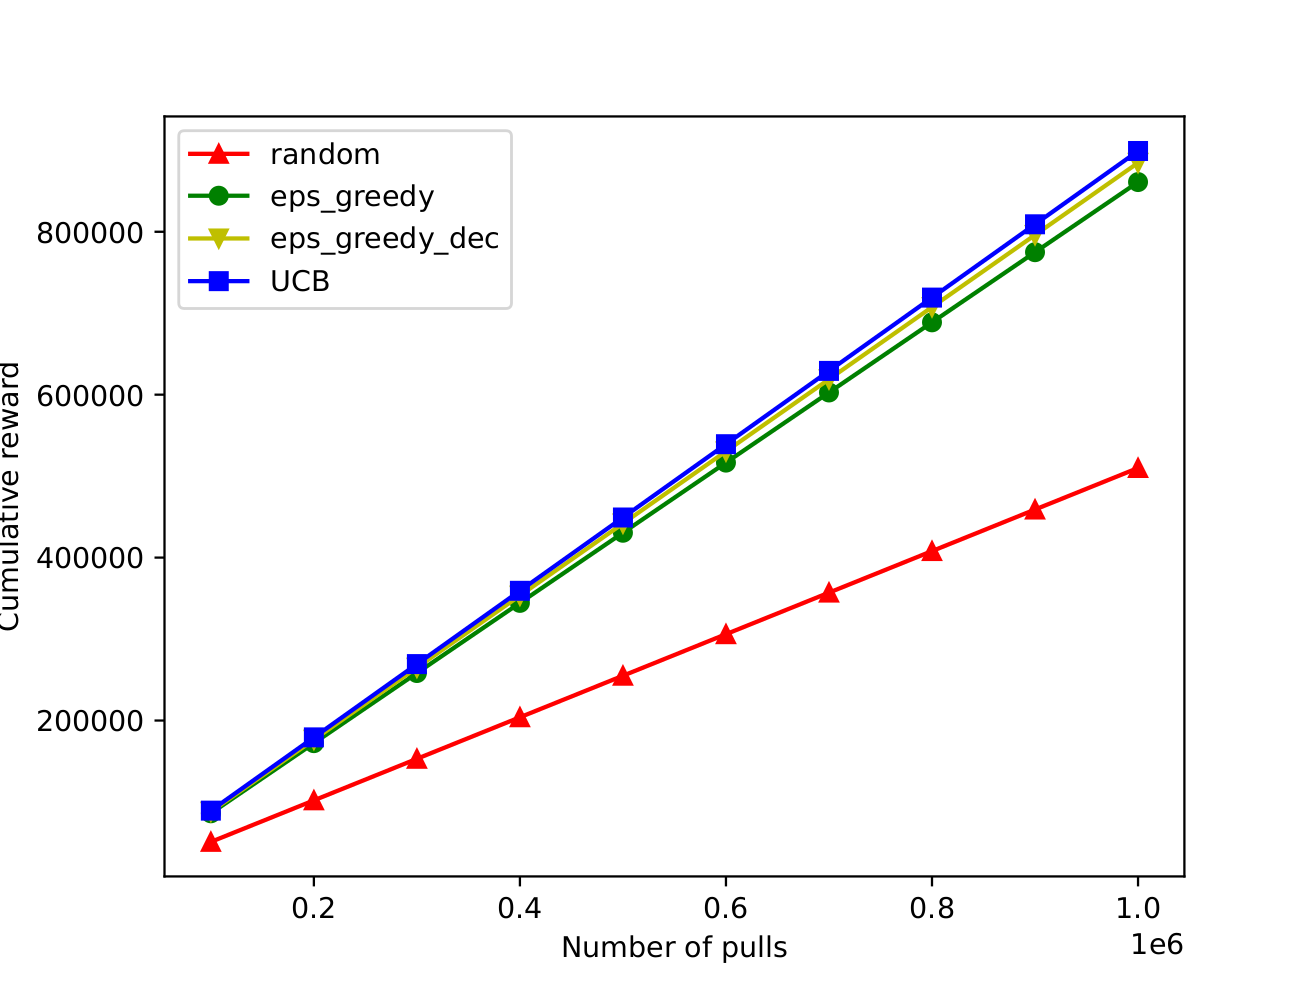 random
eps_greedy
eps_greedy_dec
UCB
800000
600000
400000
200000
Cumulative reward
0.2 0.4 0.6 0.8 1.0
1e6
Number of pulls